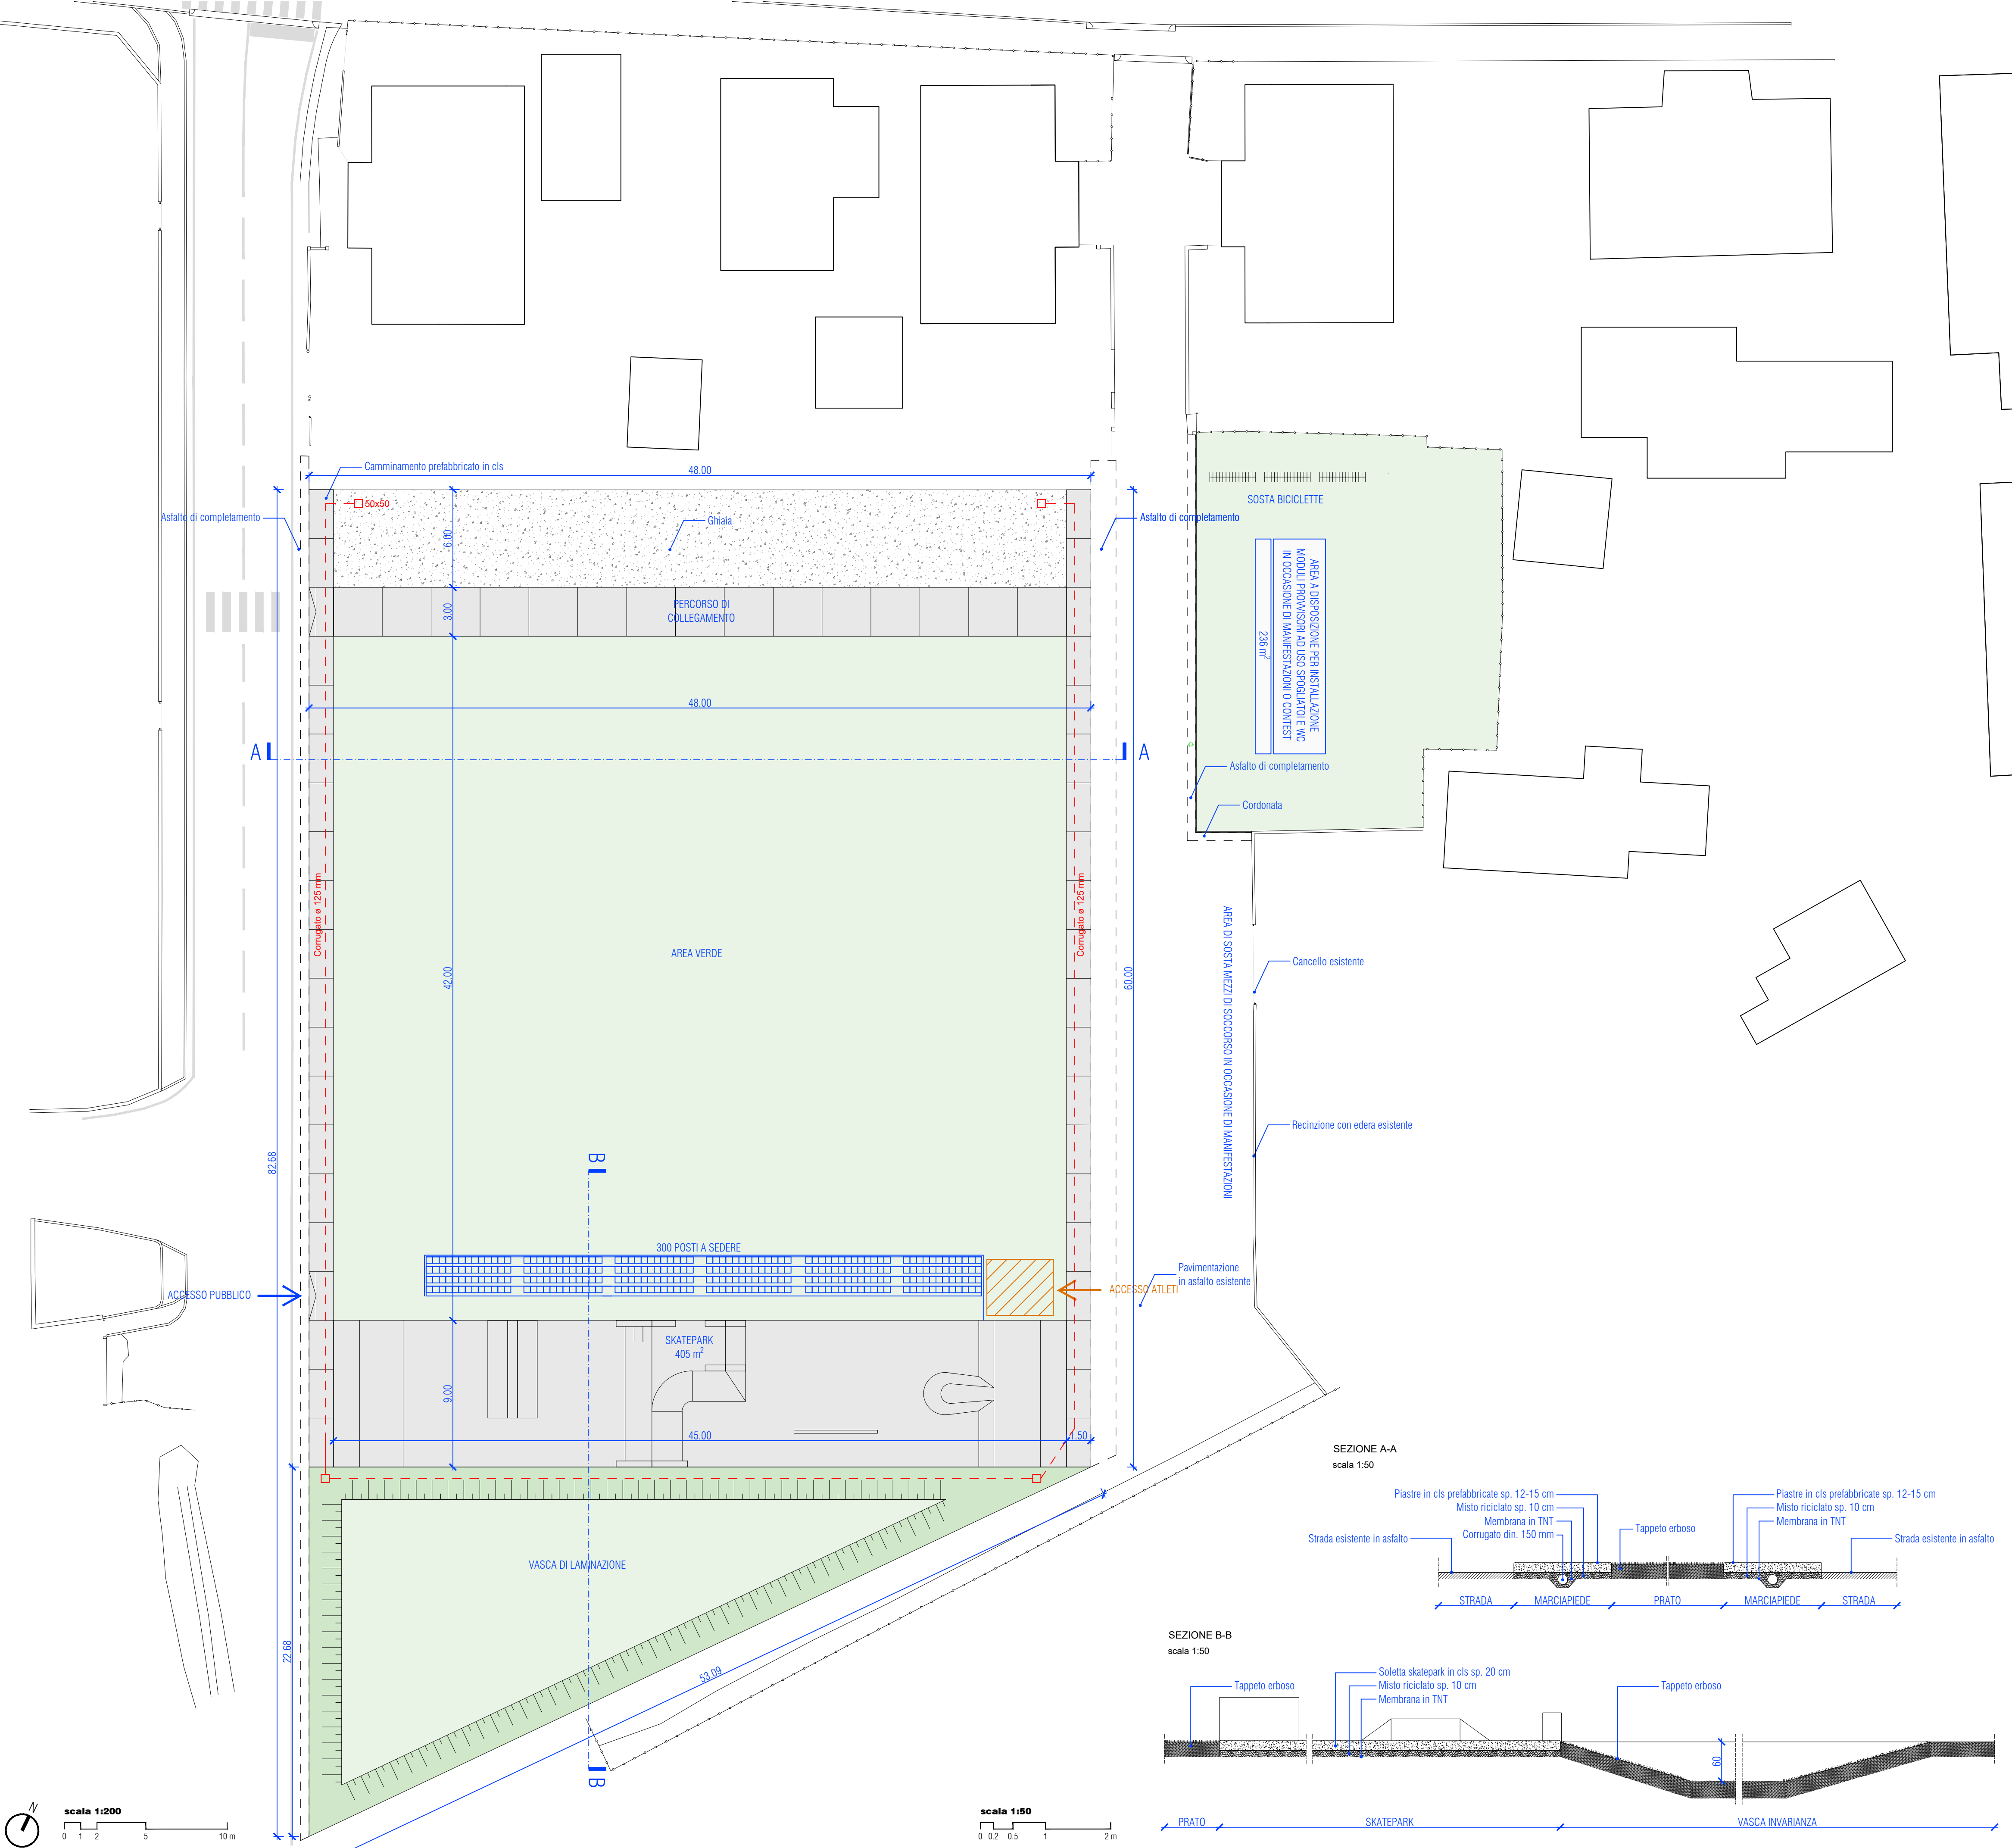 Camminamento prefabbricato in cls
48.00
50x50
Asfalto di completamento
Ghiaia
Asfalto di completamento
6.00
PERCORSO DI
COLLEGAMENTO
3.00
48.00
A
A
SOSTA BICICLETTE
AREA A DISPOSIZIONE PER INSTALLAZIONE
MODULI PROVVISORI AD USO SPOGLIATOI E WC
IN OCCASIONE DI MANIFESTAZIONI O CONTEST
236 m²
Asfalto di completamento
Cordonata
Corrugato ø 125 mm
Corrugato ø 125 mm
AREA VERDE
42.00
60.00
82.68
AREA DI SOSTA MEZZI DI SOCCORSO IN OCCASIONE DI MANIFESTAZIONI
Cancello esistente
Recinzione con edera esistente
B
300 POSTI A SEDERE
ACCESSO PUBBLICO
ACCESSO ATLETI
Pavimentazione
in asfalto esistente
SKATEPARK
405 m²
9.00
45.00
1.50
VASCA DI LAMINAZIONE
22.68
53.09
B
SEZIONE A-A
scala 1:50
Piastre in cls prefabbricate sp. 12-15 cm
Misto riciclato sp. 10 cm
Membrana in TNT
Corrugato din. 150 mm
Strada esistente in asfalto
Tappeto erboso
Piastre in cls prefabbricate sp. 12-15 cm
Misto riciclato sp. 10 cm
Membrana in TNT
Strada esistente in asfalto
STRADA
MARCIAPIEDE
PRATO
MARCIAPIEDE
STRADA
SEZIONE B-B
scala 1:50
Tappeto erboso
Soletta skatepark in cls sp. 20 cm
Misto riciclato sp. 10 cm
Membrana in TNT
Tappeto erboso
60
PRATO
SKATEPARK
VASCA INVARIANZA
N
scala 1:200
0 1 2 5 10 m
scala 1:50
0 0.2 0.5 1 2 m